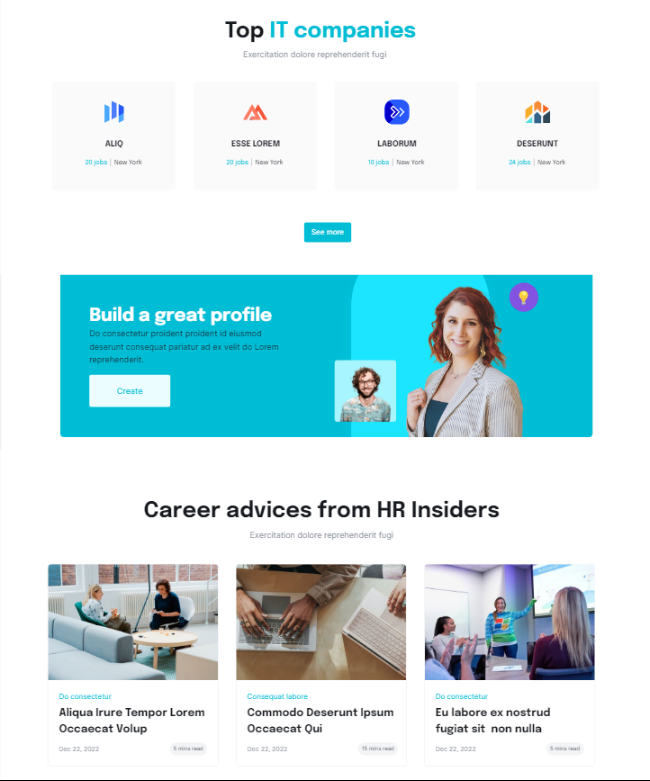 Top IT companies
Exercitation dolore reprehenderit fugi
ALIQ
20 jobs | New York
ESSE LOREM
20 jobs | New York
LABORUM
10 jobs | New York
DESERUNT
24 jobs | New York
See more
Build a great profile
Do consectetur proident proident id eiusmod
deserunt consequat pariatur ad ex velit do Lorem
reprehenderit.
Create
Career advices from HR Insiders
Exercitation dolore reprehenderit fugi
Do consectetur
Aliqua Irure Tempor Lorem
Occaecat Volup
Dec 22, 2022
5 mins read
Consequat labore
Commodo Deserunt Ipsum
Occaecat Qui
Dec 22, 2022
15 mins read
Do consectetur
Eu labore ex nostrud
fugiat sit non nulla
Dec 22, 2022
5 mins read